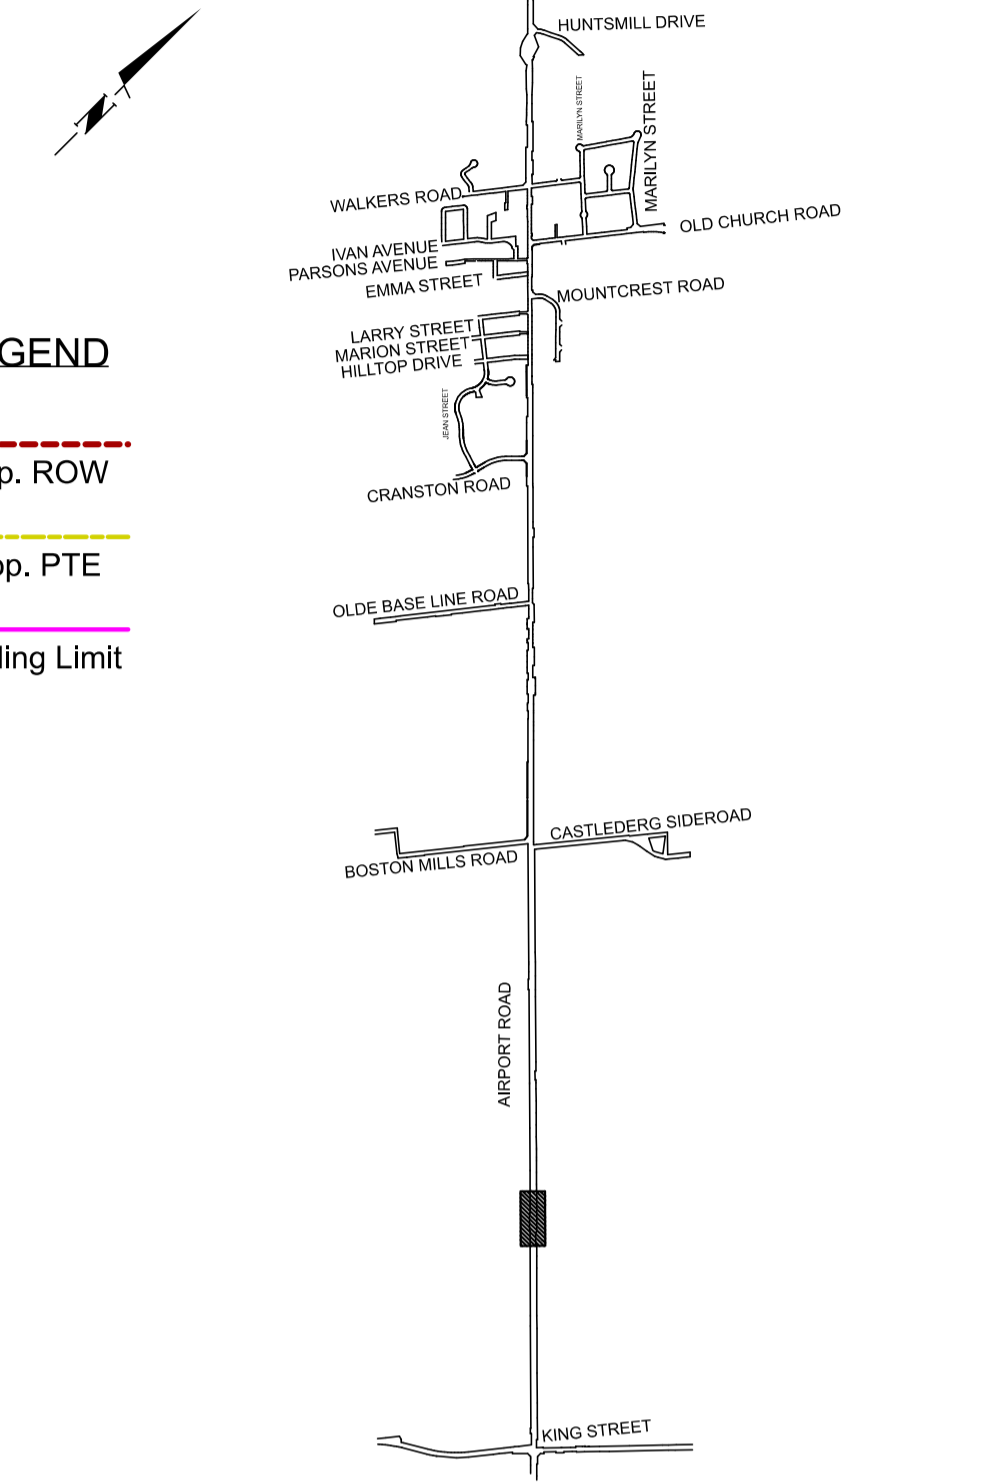 HUNTSMILL DRIVE
MARILYN STREET
MARILYN STREET
WALKERS ROAD
OLD CHURCH ROAD
IVAN AVENUE
PARSONS AVENUE
EMMA STREET
MOUNTCREST ROAD
LARRY STREET
MARION STREET
HILLTOP DRIVE
JEAN STREET
CRANSTON ROAD
OLDE BASE LINE ROAD
CASTLEDERG SIDEROAD
BOSTON MILLS ROAD
AIRPORT ROAD
KING STREET
N
GEND
p. ROW
op. PTE
ding Limit